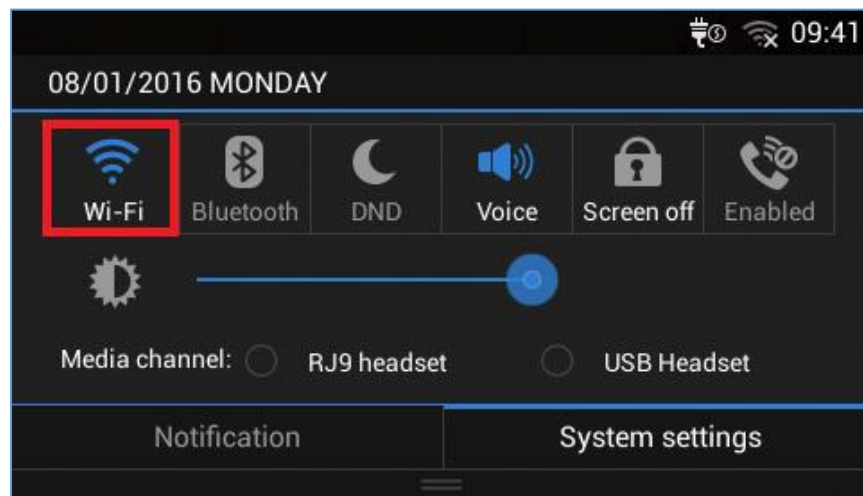 09:41
08/01/2016 MONDAY
Wi-Fi Bluetooth DND Voice Screen off Enabled
Media channel: RJ9 headset USB Headset
Notification System settings